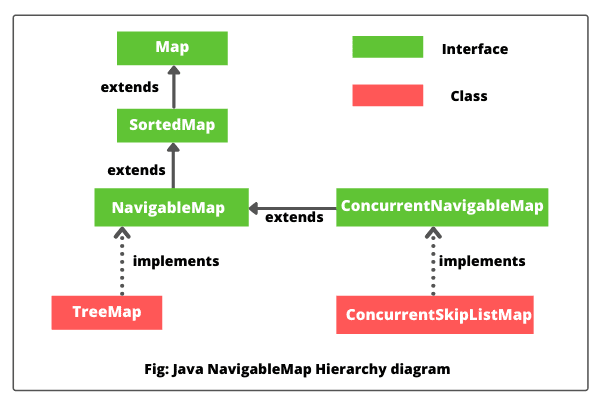 Map
Interface
extends
Class
SortedMap
extends
NavigableMap
ConcurrentNavigableMap
extends
implements
implements
TreeMap
ConcurrentSkipListMap
Fig: Java NavigableMap Hierarchy diagram